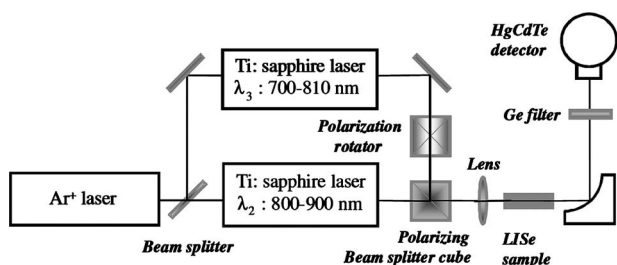 HgCdTe
detector
Ti: sapphire laser
λ₃ : 700-810 nm
Ge filter
Polarization
rotator
Lens
Ti: sapphire laser
λ₂ : 800-900 nm
Ar⁺ laser
Beam splitter
Polarizing
Beam splitter cube
LISe
sample